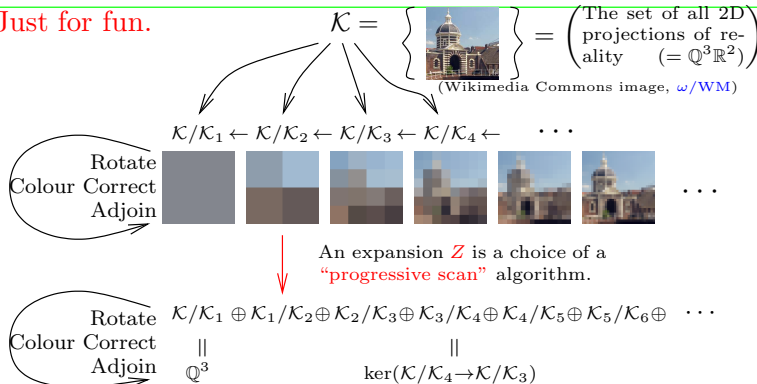 Just for fun.
𝒦 = { } = (The set of all 2D
projections of re-
ality (= ℚ³ℝ²))
(Wikimedia Commons image, ω/WM)
𝒦/𝒦₁ ← 𝒦/𝒦₂ ← 𝒦/𝒦₃ ← 𝒦/𝒦₄ ← ⋯
Rotate
Colour Correct
Adjoin
⋯
An expansion Z is a choice of a
“progressive scan” algorithm.
Rotate
Colour Correct
Adjoin
𝒦/𝒦₁ ⊕ 𝒦₁/𝒦₂ ⊕ 𝒦₂/𝒦₃ ⊕ 𝒦₃/𝒦₄ ⊕ 𝒦₄/𝒦₅ ⊕ 𝒦₅/𝒦₆ ⊕ ⋯
|| ||
ℚ³ ker(𝒦/𝒦₄→𝒦/𝒦₃)